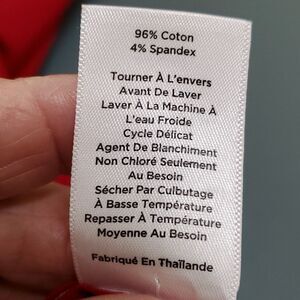 96% Coton
4% Spandex
Tourner À L'envers
Avant De Laver
Laver À La Machine À
L'eau Froide
Cycle Délicat
Agent De Blanchiment
Non Chloré Seulement
Au Besoin
Sécher Par Culbutage
À Basse Température
Repasser À Température
Moyenne Au Besoin
Fabriqué En Thaïlande